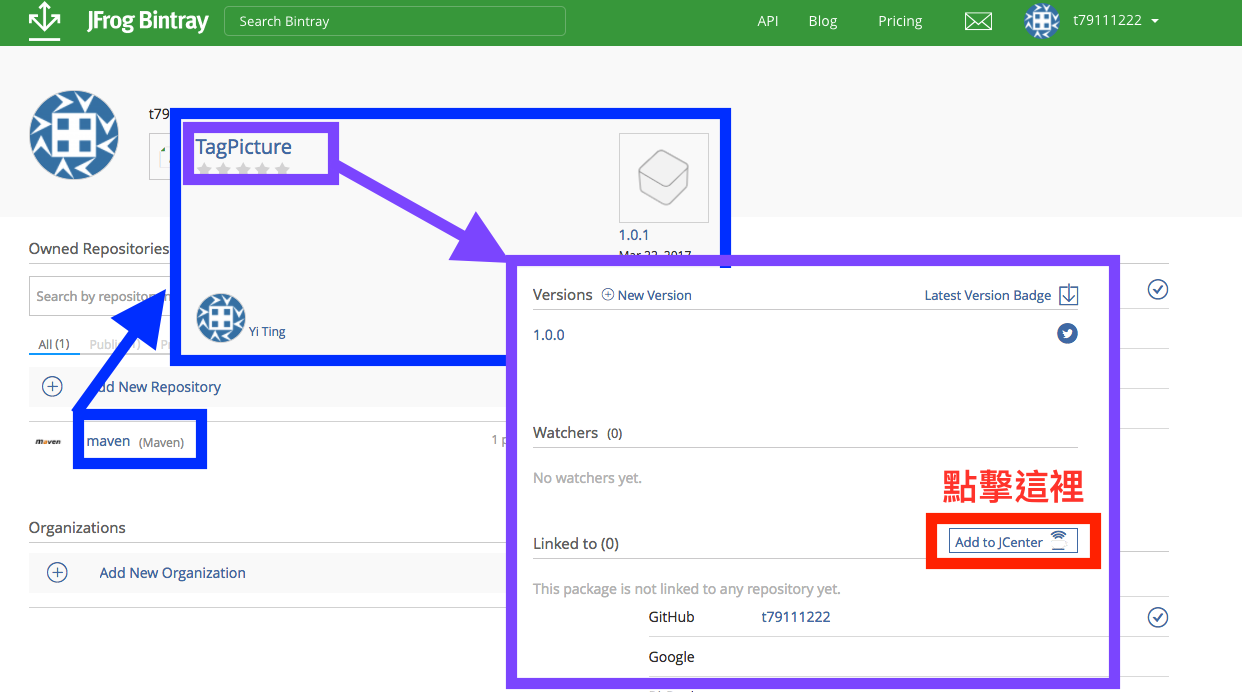 JFrog Bintray
Search Bintray
API
Blog
Pricing
t79111222
t79
TagPicture
1.0.1
Mar 22, 2017
Yi Ting
Owned Repositories
Search by repository
All (1)
Add New Repository
maven
maven (Maven)
1 p
Organizations
Add New Organization
Versions
New Version
Latest Version Badge
1.0.0
Watchers (0)
No watchers yet.
點擊這裡
Linked to (0)
Add to JCenter
This package is not linked to any repository yet.
GitHub
t79111222
Google